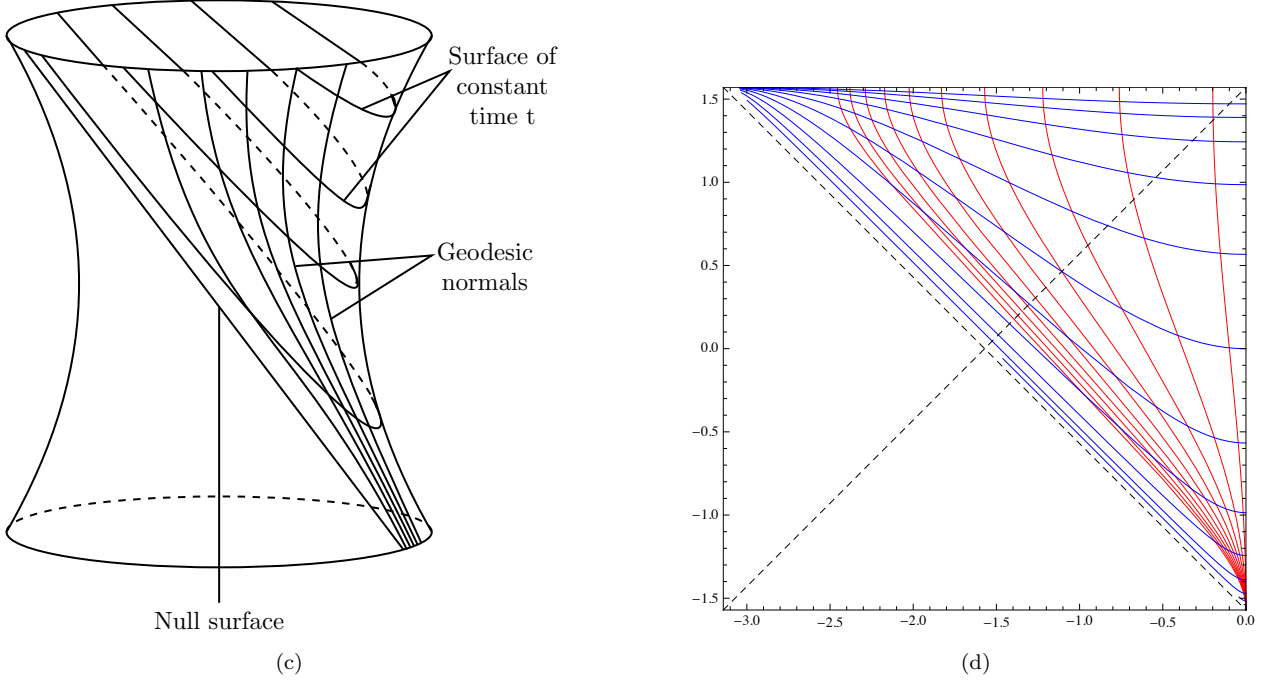 Surface of
constant
time t
Geodesic
normals
Null surface
(c)
1.5
1.0
0.5
0.0
−0.5
−1.0
−1.5
−3.0 −2.5 −2.0 −1.5 −1.0 −0.5 0.0
(d)